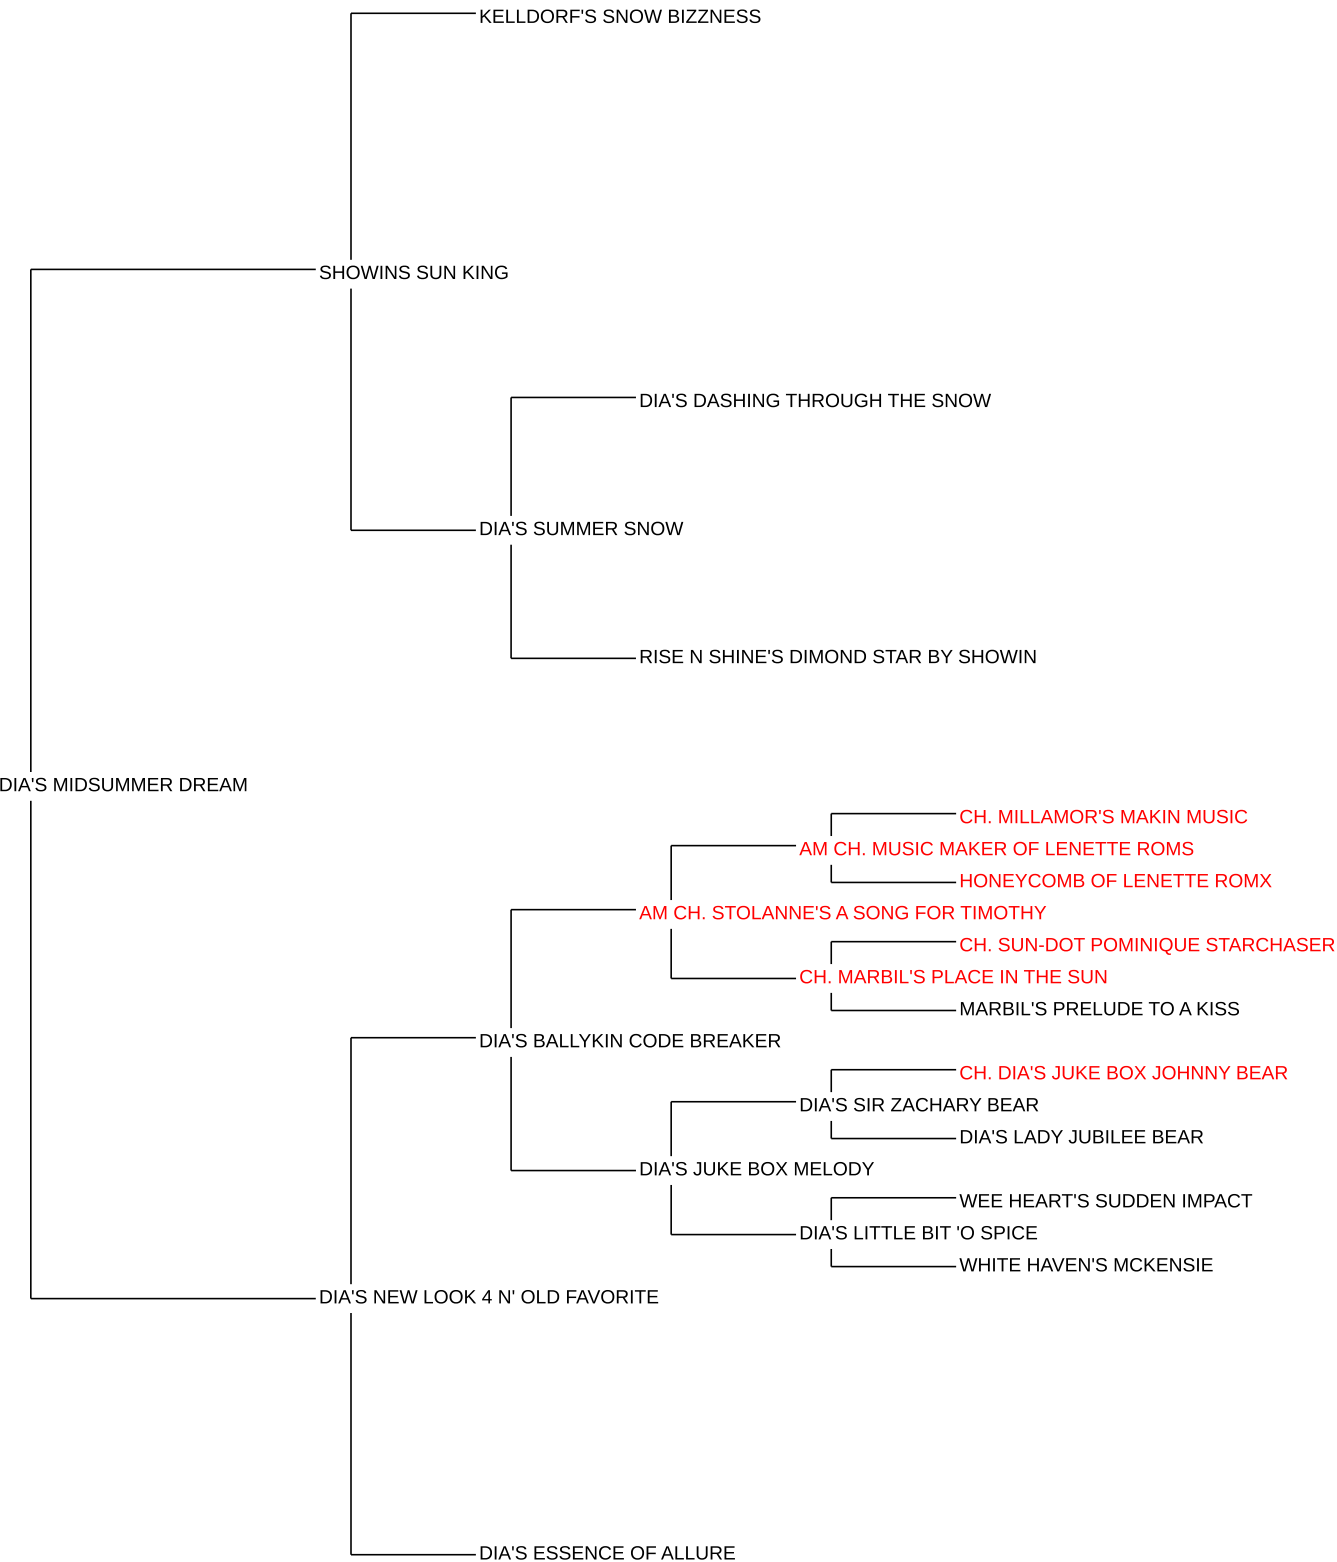 KELLDORF'S SNOW BIZZNESS
SHOWINS SUN KING
DIA'S DASHING THROUGH THE SNOW
DIA'S SUMMER SNOW
RISE N SHINE'S DIMOND STAR BY SHOWIN
DIA'S MIDSUMMER DREAM
CH. MILLAMOR'S MAKIN MUSIC
AM CH. MUSIC MAKER OF LENETTE ROMS
HONEYCOMB OF LENETTE ROMX
AM CH. STOLANNE'S A SONG FOR TIMOTHY
CH. SUN-DOT POMINIQUE STARCHASER
CH. MARBIL'S PLACE IN THE SUN
MARBIL'S PRELUDE TO A KISS
DIA'S BALLYKIN CODE BREAKER
CH. DIA'S JUKE BOX JOHNNY BEAR
DIA'S SIR ZACHARY BEAR
DIA'S LADY JUBILEE BEAR
DIA'S JUKE BOX MELODY
WEE HEART'S SUDDEN IMPACT
DIA'S LITTLE BIT 'O SPICE
WHITE HAVEN'S MCKENSIE
DIA'S NEW LOOK 4 N' OLD FAVORITE
DIA'S ESSENCE OF ALLURE